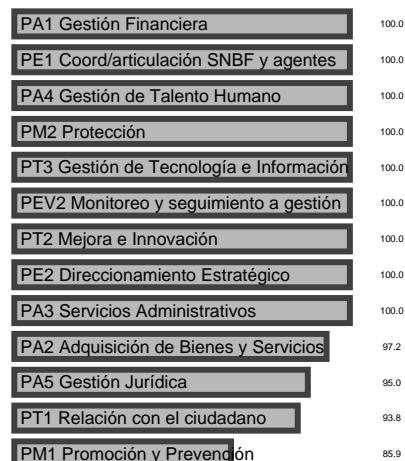 PA1 Gestión Financiera 100.0
PE1 Coord/articulación SNBF y agentes 100.0
PA4 Gestión de Talento Humano 100.0
PM2 Protección 100.0
PT3 Gestión de Tecnología e Información 100.0
PEV2 Monitoreo y seguimiento a gestión 100.0
PT2 Mejora e Innovación 100.0
PE2 Direccionamiento Estratégico 100.0
PA3 Servicios Administrativos 100.0
PA2 Adquisición de Bienes y Servicios 97.2
PA5 Gestión Jurídica 95.0
PT1 Relación con el ciudadano 93.8
PM1 Promoción y Prevención 85.9